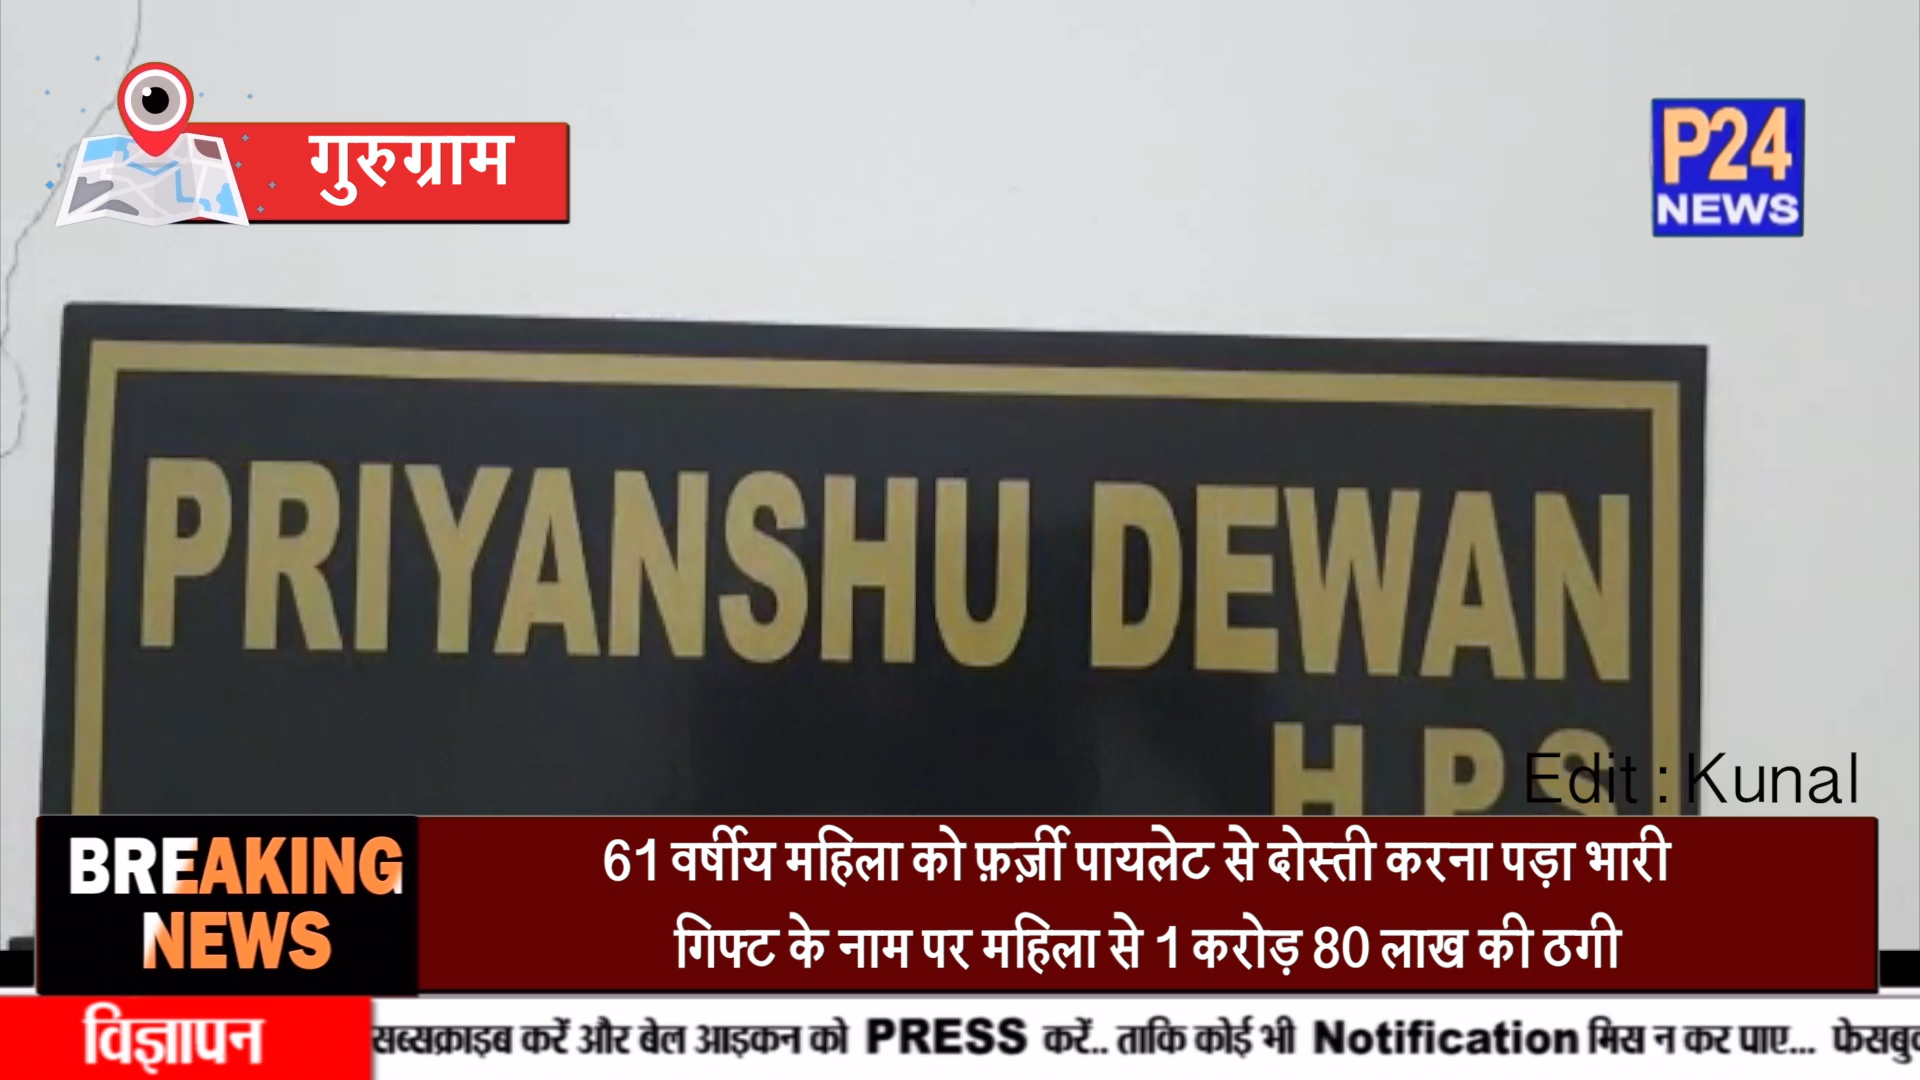 गुरुग्राम
P24
NEWS
PRIYANSHU DEWAN
H.P.S
Edit : Kunal
BREAKING
NEWS
61 वर्षीय महिला को फ़र्ज़ी पायलेट से दोस्ती करना पड़ा भारी
गिफ्ट के नाम पर महिला से 1 करोड़ 80 लाख की ठगी
विज्ञापन
सब्सक्राइब करें और बेल आइकन को PRESS करें.. ताकि कोई भी Notification मिस न कर पाए... फेसबु